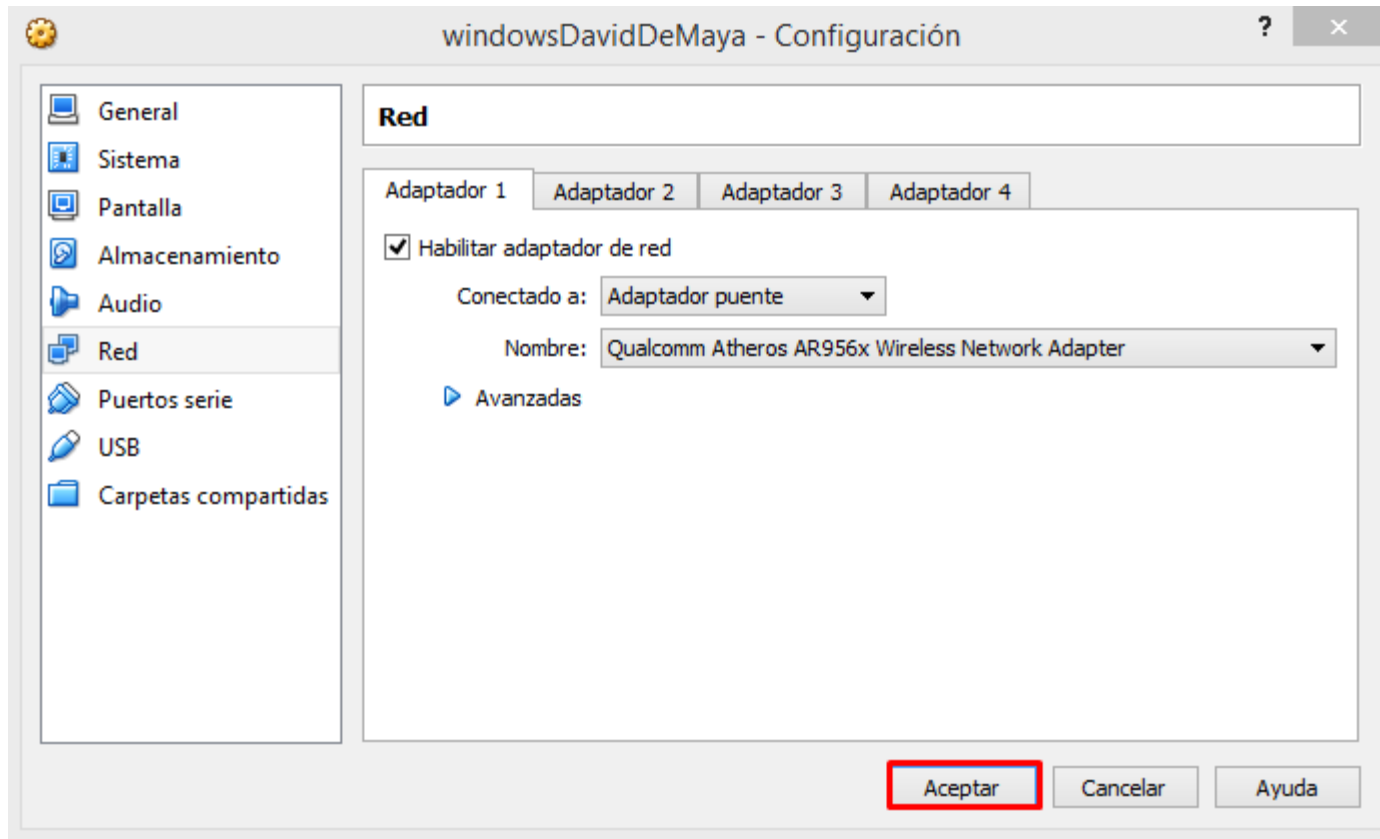 windowsDavidDeMaya - Configuración
?
×
General
Sistema
Pantalla
Almacenamiento
Audio
Red
Puertos serie
USB
Carpetas compartidas
Red
Adaptador 1 Adaptador 2 Adaptador 3 Adaptador 4
Habilitar adaptador de red
Conectado a: Adaptador puente
Nombre: Qualcomm Atheros AR956x Wireless Network Adapter
Avanzadas
Aceptar Cancelar Ayuda